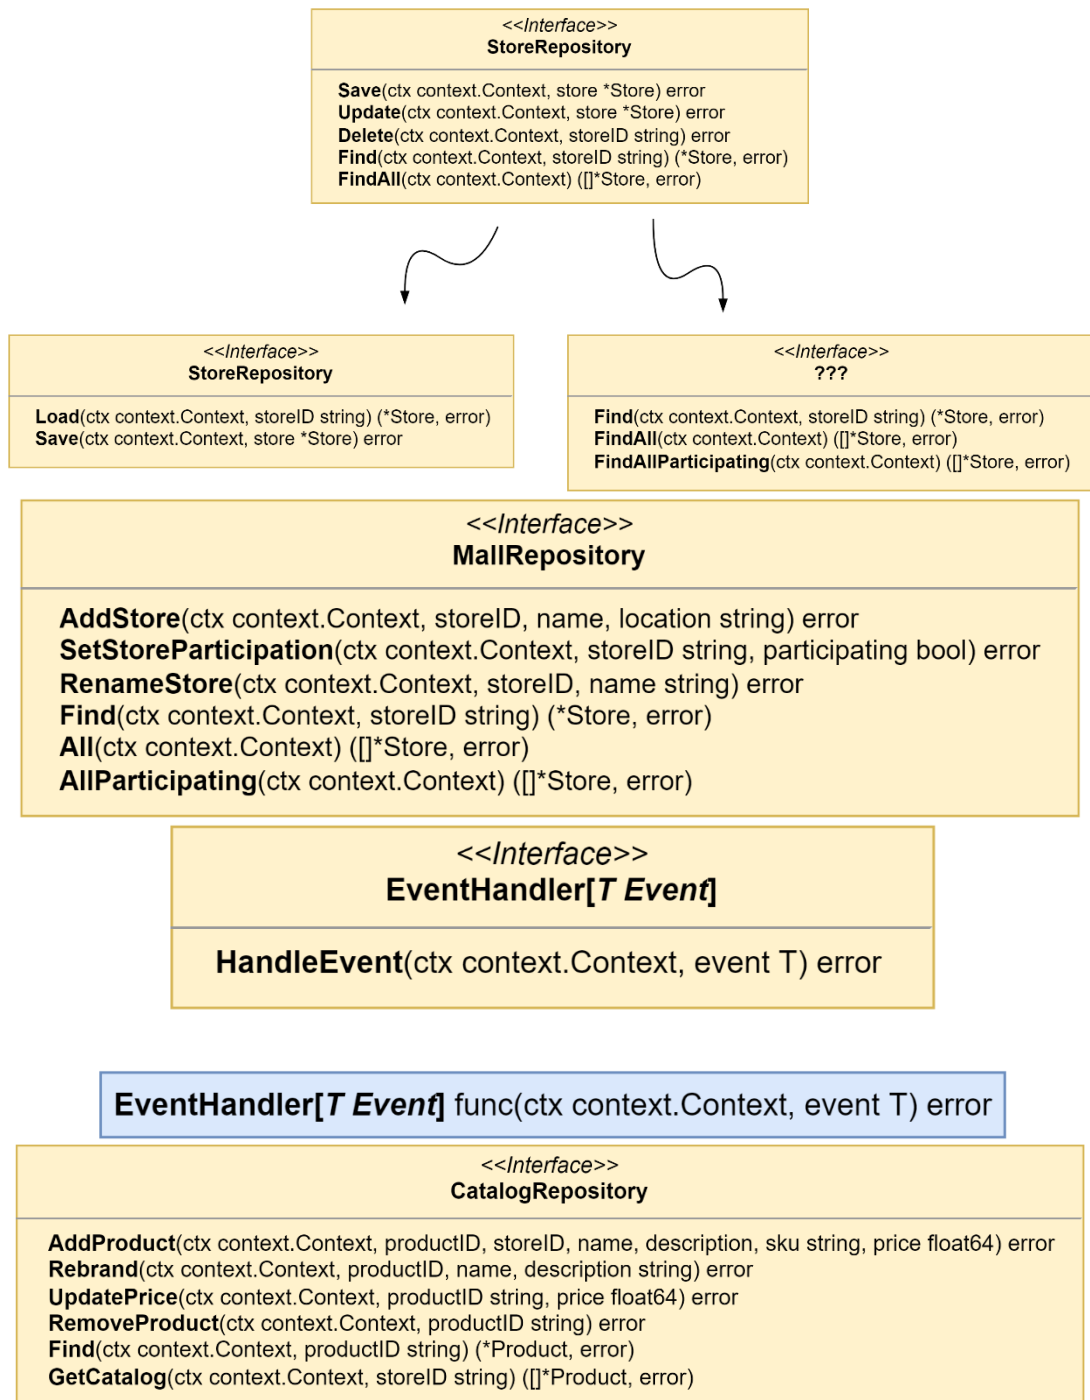 <<Interface>>
StoreRepository
Save(ctx context.Context, store *Store) error
Update(ctx context.Context, store *Store) error
Delete(ctx context.Context, storeID string) error
Find(ctx context.Context, storeID string) (*Store, error)
FindAll(ctx context.Context) ([]*Store, error)
<<Interface>>
StoreRepository
Load(ctx context.Context, storeID string) (*Store, error)
Save(ctx context.Context, store *Store) error
<<Interface>>
???
Find(ctx context.Context, storeID string) (*Store, error)
FindAll(ctx context.Context) ([]*Store, error)
FindAllParticipating(ctx context.Context) ([]*Store, error)
<<Interface>>
MallRepository
AddStore(ctx context.Context, storeID, name, location string) error
SetStoreParticipation(ctx context.Context, storeID string, participating bool) error
RenameStore(ctx context.Context, storeID, name string) error
Find(ctx context.Context, storeID string) (*Store, error)
All(ctx context.Context) ([]*Store, error)
AllParticipating(ctx context.Context) ([]*Store, error)
<<Interface>>
EventHandler[T Event]
HandleEvent(ctx context.Context, event T) error
EventHandler[T Event] func(ctx context.Context, event T) error
<<Interface>>
CatalogRepository
AddProduct(ctx context.Context, productID, storeID, name, description, sku string, price float64) error
Rebrand(ctx context.Context, productID, name, description string) error
UpdatePrice(ctx context.Context, productID string, price float64) error
RemoveProduct(ctx context.Context, productID string) error
Find(ctx context.Context, productID string) (*Product, error)
GetCatalog(ctx context.Context, storeID string) ([]*Product, error)